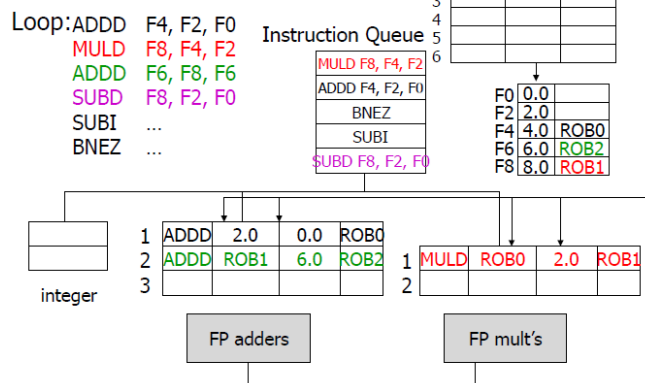 Loop: ADDD F4, F2, F0
MULD F8, F4, F2
ADDD F6, F8, F6
SUBD F8, F2, F0
SUBI ...
BNEZ ...
Instruction Queue
MULD F8, F4, F2
ADDD F4, F2, F0
BNEZ
SUBI
SUBD F8, F2, F0
4
5
6
F0 0.0
F2 2.0
F4 4.0 ROB0
F6 6.0 ROB2
F8 8.0 ROB1
integer
1 ADDD 2.0 0.0 ROB0
2 ADDD ROB1 6.0 ROB2
3
1 MULD ROB0 2.0 ROB1
2
FP adders
FP mult's